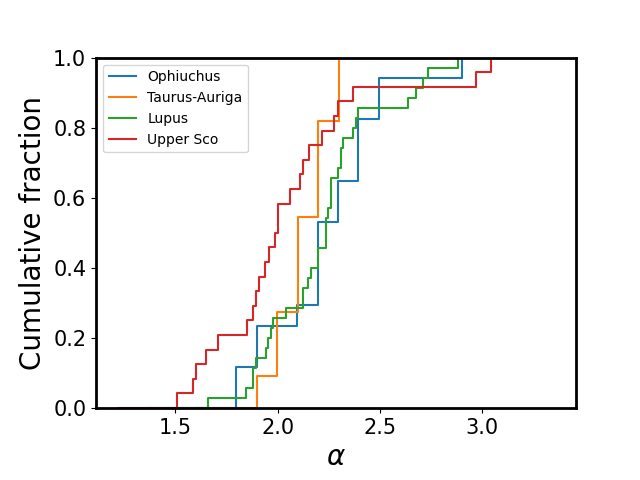 Ophiuchus
Taurus-Auriga
Lupus
Upper Sco
Cumulative fraction
1.0
0.8
0.6
0.4
0.2
0.0
1.5 2.0 2.5 3.0
α